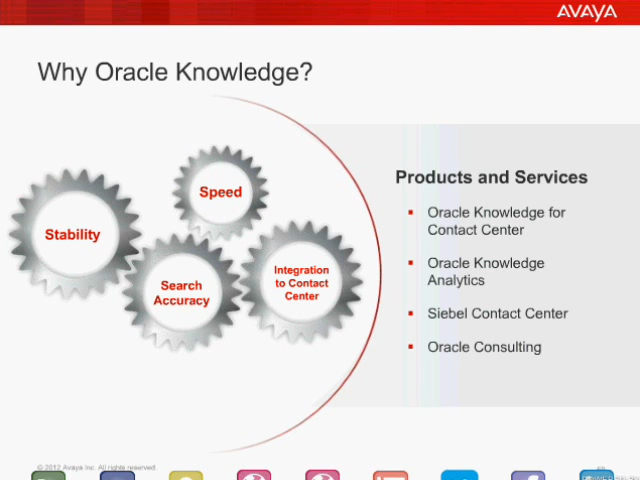 AVAYA
Why Oracle Knowledge?
Speed
Stability
Search
Accuracy
Integration
to Contact
Center
Products and Services
Oracle Knowledge for
Contact Center
Oracle Knowledge
Analytics
Siebel Contact Center
Oracle Consulting
© 2012 Avaya Inc. All rights reserved